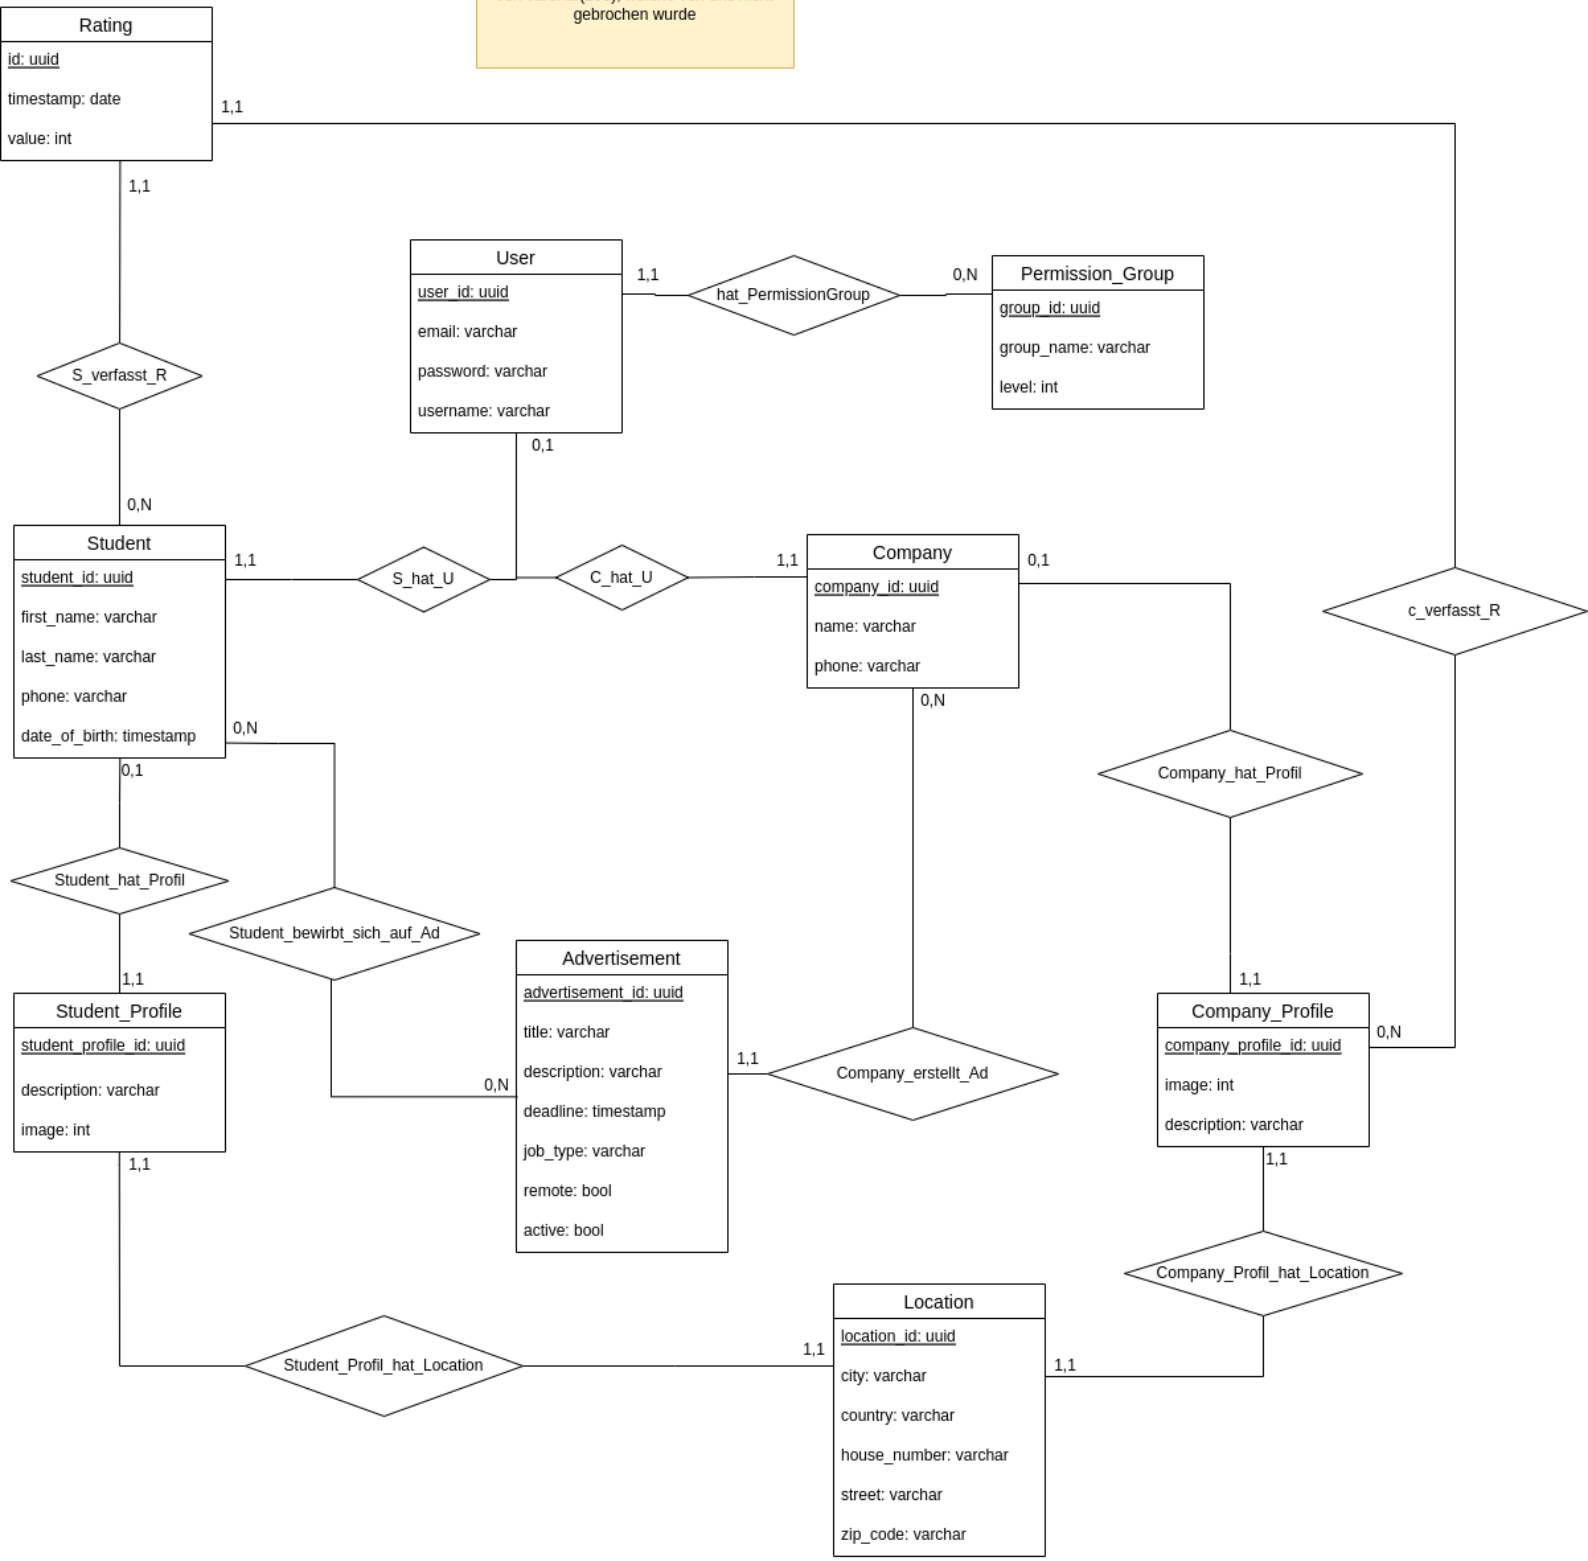 gebrochen wurde
Rating
id: uuid
timestamp: date
value: int
1,1
1,1
User
user_id: uuid
email: varchar
password: varchar
username: varchar
1,1
hat_PermissionGroup
0,N
Permission_Group
group_id: uuid
group_name: varchar
level: int
S_verfasst_R
0,1
0,N
Student
student_id: uuid
first_name: varchar
last_name: varchar
phone: varchar
date_of_birth: timestamp
1,1
S_hat_U
C_hat_U
1,1
Company
company_id: uuid
name: varchar
phone: varchar
0,1
c_verfasst_R
0,N
0,N
0,1
Company_hat_Profil
Student_hat_Profil
Student_bewirbt_sich_auf_Ad
1,1
Student_Profile
student_profile_id: uuid
description: varchar
image: int
0,N
Advertisement
advertisement_id: uuid
title: varchar
description: varchar
deadline: timestamp
job_type: varchar
remote: bool
active: bool
1,1
Company_erstellt_Ad
1,1
Company_Profile
company_profile_id: uuid
image: int
description: varchar
0,N
1,1
1,1
Company_Profil_hat_Location
Student_Profil_hat_Location
1,1
Location
location_id: uuid
city: varchar
country: varchar
house_number: varchar
street: varchar
zip_code: varchar
1,1